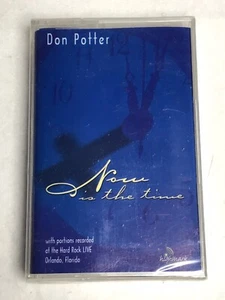 Don Potter
Now
is the time
with portions recorded
at the Hard Rock LIVE
Orlando, Florida